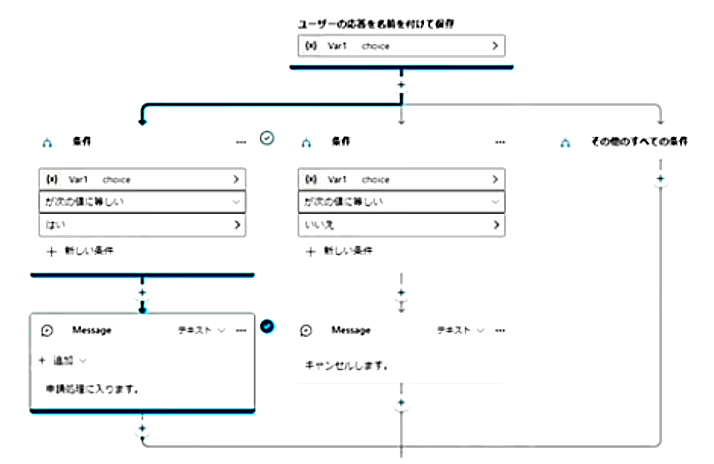 ユーザーの応答を名前を付けて保存
{x} Var1 choice
条件 ...
{x} Var1 choice
が次の値に等しい
はい
+ 新しい条件
条件 ...
{x} Var1 choice
が次の値に等しい
いいえ
+ 新しい条件
その他のすべての条件
Message テキスト ...
+ 追加
申請処理に入ります。
Message テキスト ...
キャンセルします。